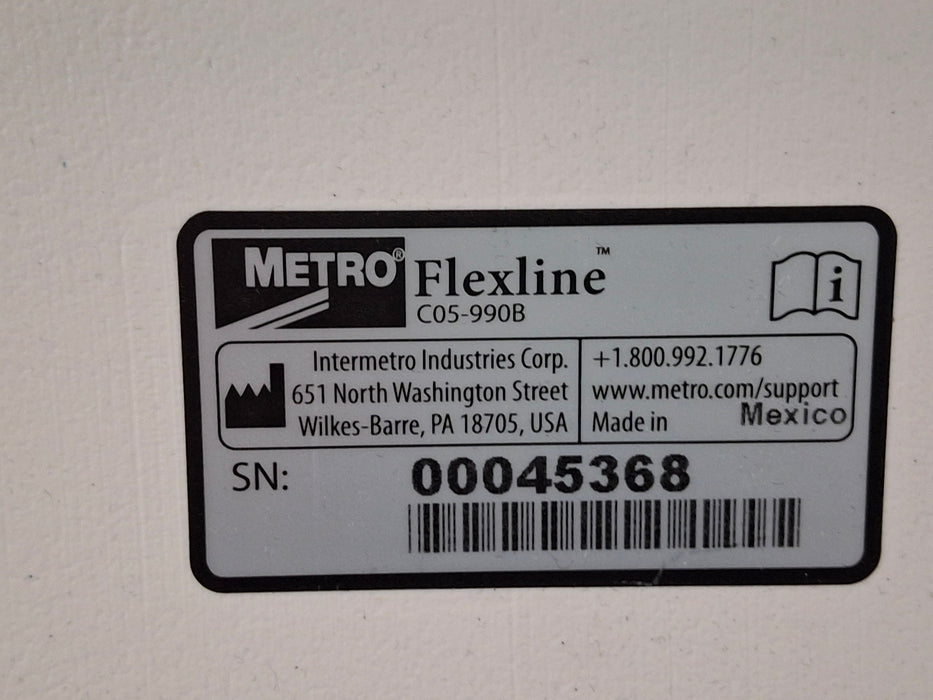 METRO® Flexline™
C05-990B
i
Intermetro Industries Corp.
651 North Washington Street
Wilkes-Barre, PA 18705, USA
+1.800.992.1776
www.metro.com/support
Made in Mexico
SN: 00045368